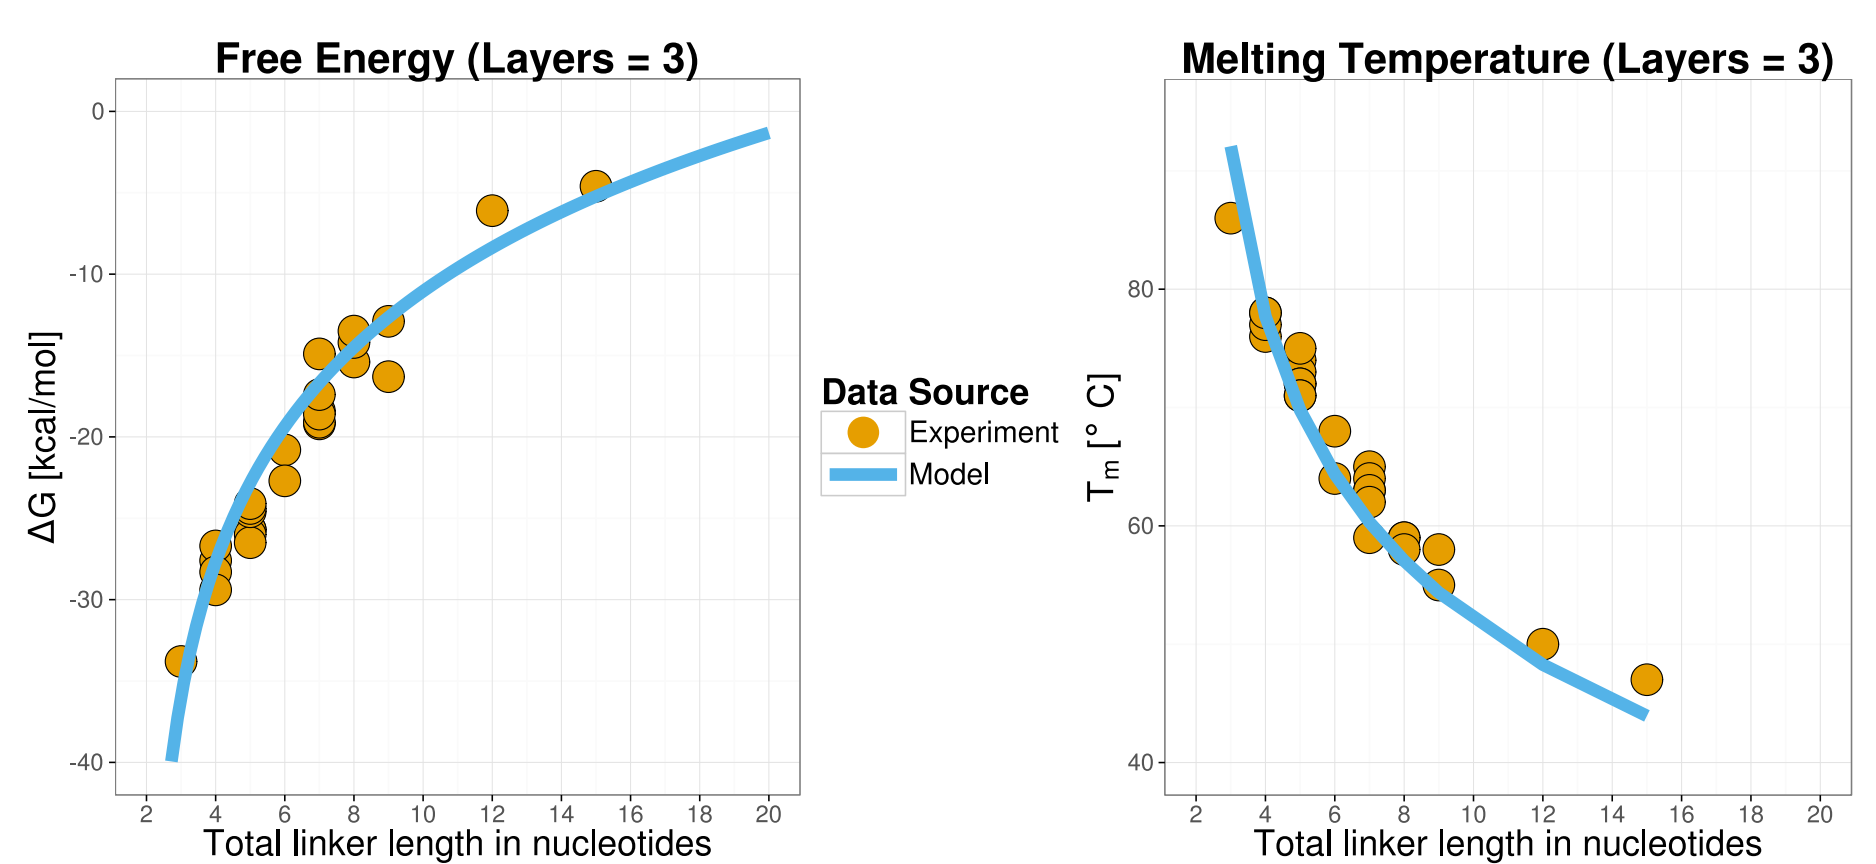 Free Energy (Layers = 3)
0
-10
-20
-30
-40
ΔG [kcal/mol]
2 4 6 8 10 12 14 16 18 20
Total linker length in nucleotides
Data Source
Experiment
Model
Melting Temperature (Layers = 3)
80
60
40
Tm [° C]
2 4 6 8 10 12 14 16 18 20
Total linker length in nucleotides